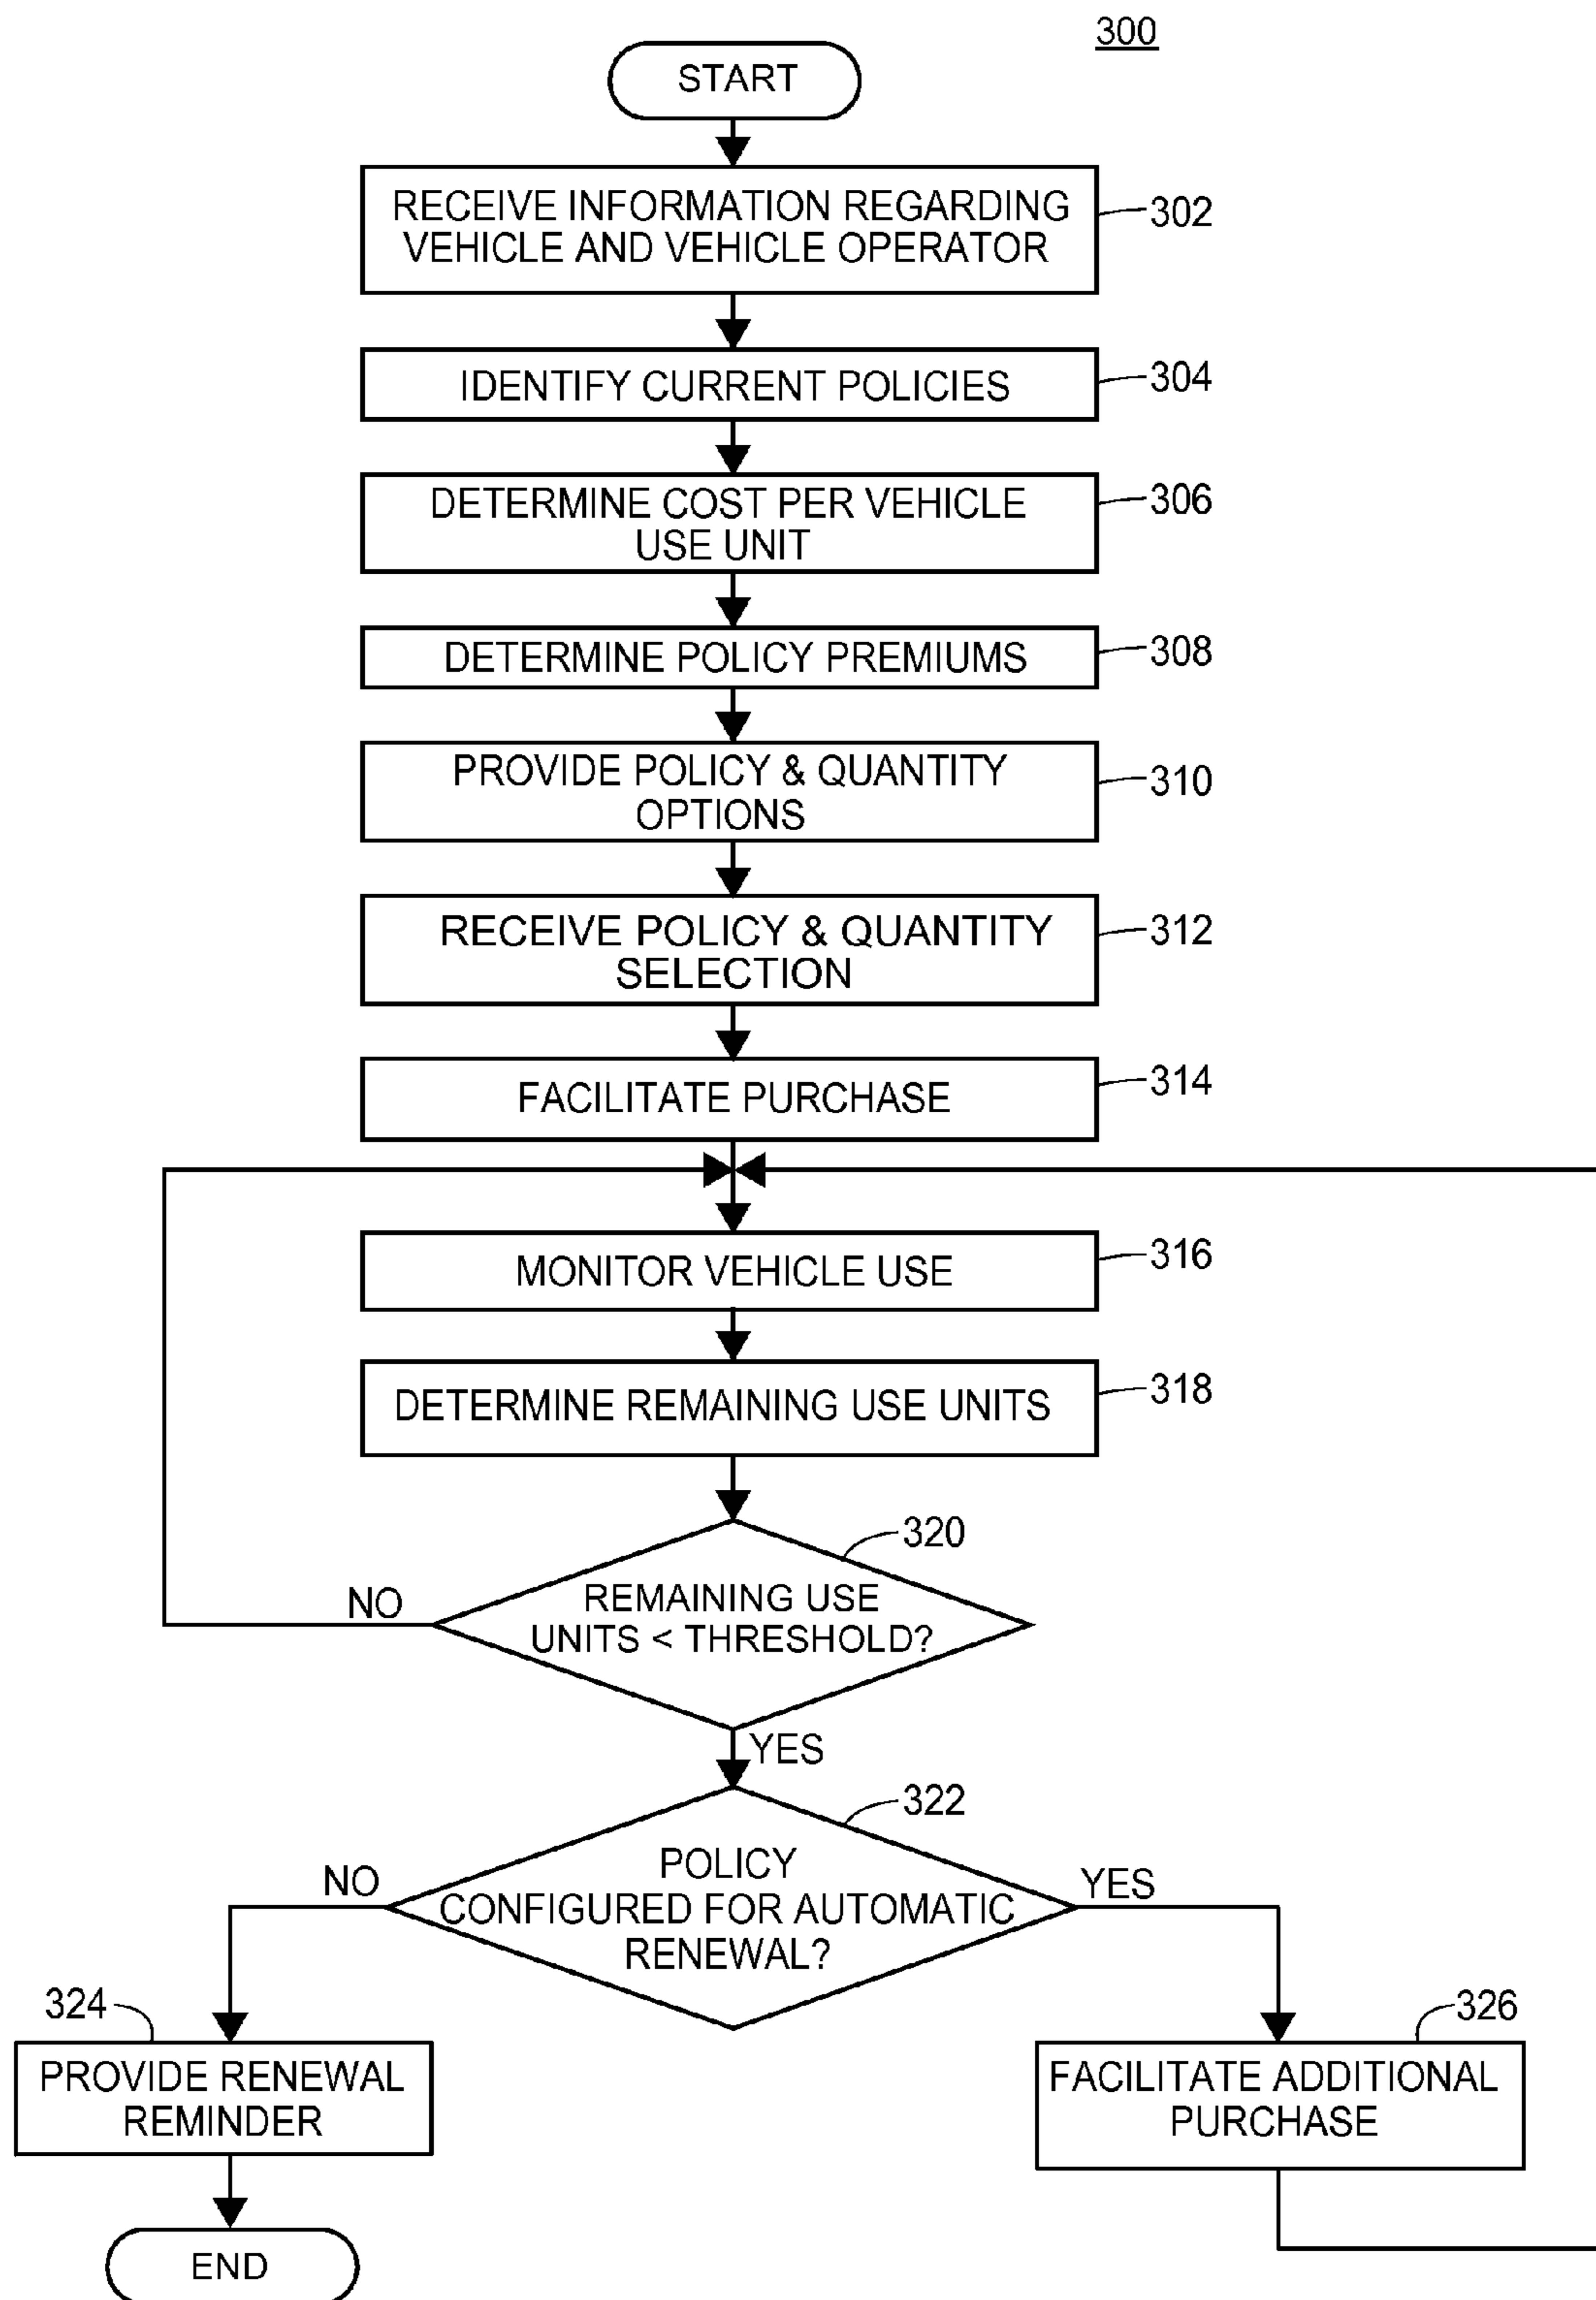 300
START
RECEIVE INFORMATION REGARDING
VEHICLE AND VEHICLE OPERATOR
302
IDENTIFY CURRENT POLICIES
304
DETERMINE COST PER VEHICLE
USE UNIT
306
DETERMINE POLICY PREMIUMS
308
PROVIDE POLICY & QUANTITY
OPTIONS
310
RECEIVE POLICY & QUANTITY
SELECTION
312
FACILITATE PURCHASE
314
MONITOR VEHICLE USE
316
DETERMINE REMAINING USE UNITS
318
320
REMAINING USE
UNITS < THRESHOLD?
NO
YES
322
POLICY
CONFIGURED FOR AUTOMATIC
RENEWAL?
NO
YES
324
PROVIDE RENEWAL
REMINDER
326
FACILITATE ADDITIONAL
PURCHASE
END